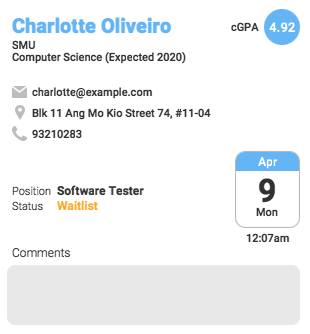 Charlotte Oliveiro
cGPA 4.92
SMU
Computer Science (Expected 2020)
charlotte@example.com
Blk 11 Ang Mo Kio Street 74, #11-04
93210283
Apr
9
Mon
12:07am
Position Software Tester
Status Waitlist
Comments